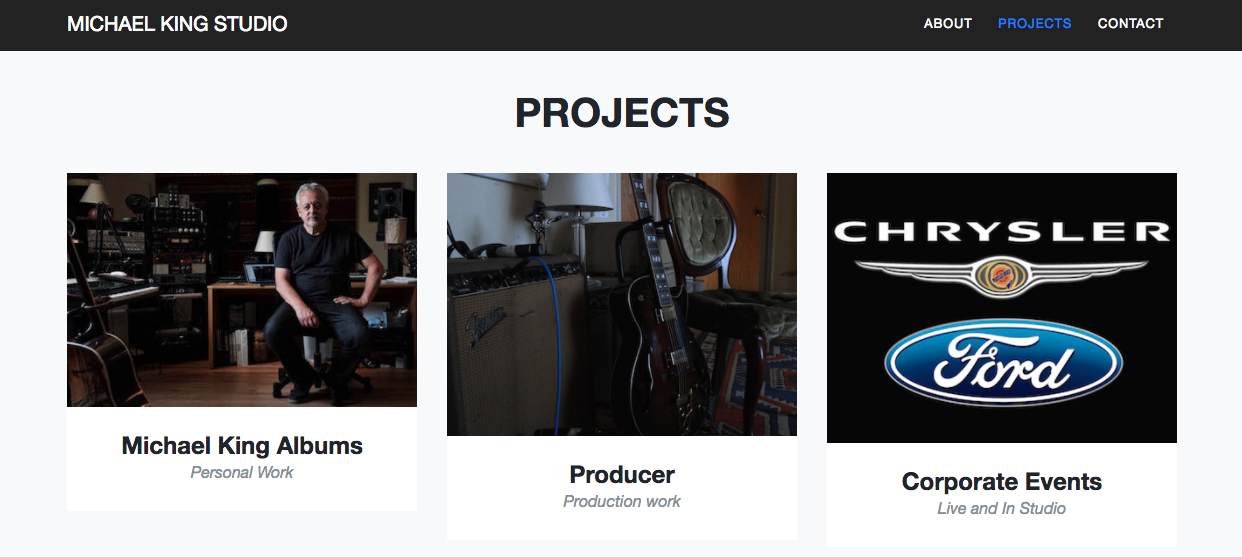 MICHAEL KING STUDIO
ABOUT PROJECTS CONTACT
PROJECTS
CHRYSLER
Ford
Fender
Michael King Albums
Personal Work
Producer
Production work
Corporate Events
Live and In Studio